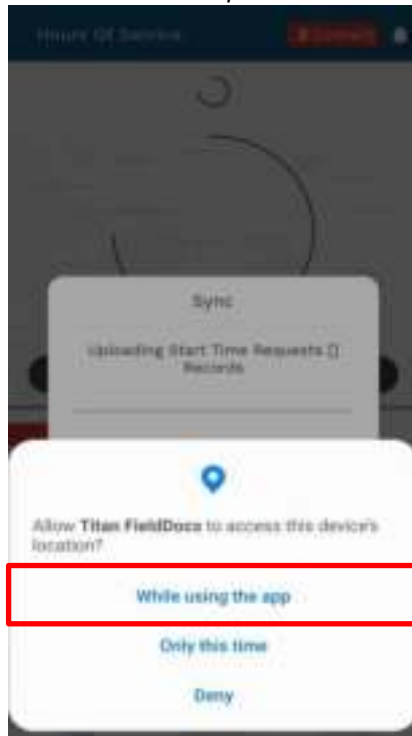 Hours Of Service
Connect
Sync
Uploading Start Time Requests []
Records
Allow Titan FieldDocs to access this device's
location?
While using the app
Only this time
Deny